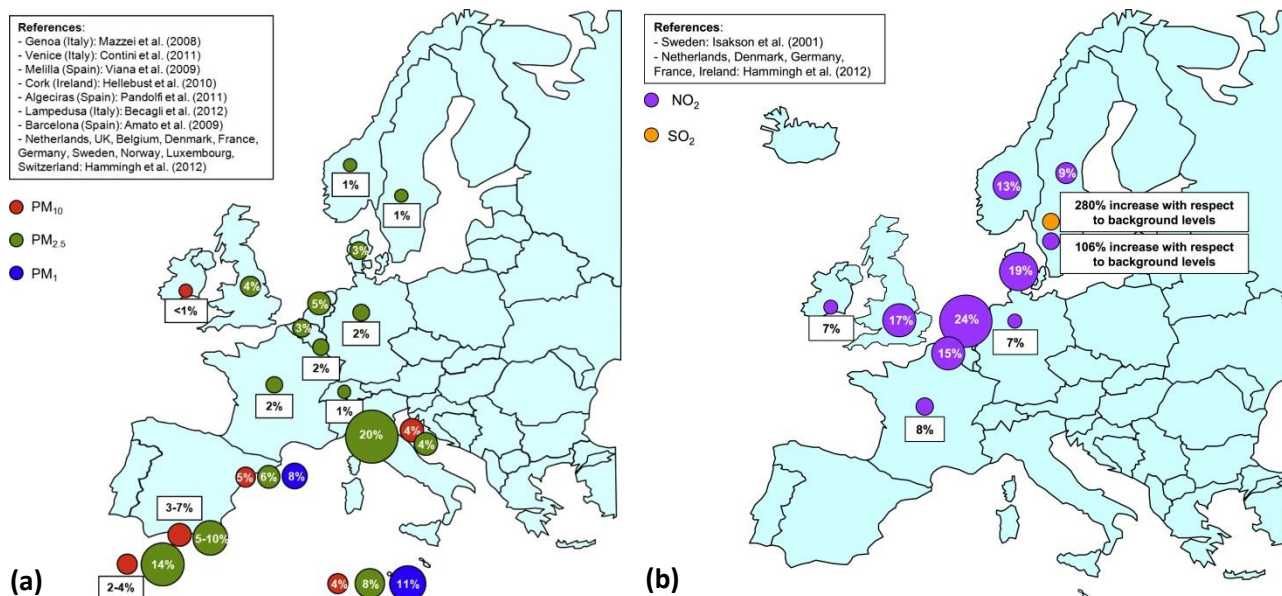 References:
- Genoa (Italy): Mazzei et al. (2008)
- Venice (Italy): Contini et al. (2011)
- Melilla (Spain): Viana et al. (2009)
- Cork (Ireland): Hellebust et al. (2010)
- Algeciras (Spain): Pandolfi et al. (2011)
- Lampedusa (Italy): Becagli et al. (2012)
- Barcelona (Spain): Amato et al. (2009)
- Netherlands, UK, Belgium, Denmark, France,
Germany, Sweden, Norway, Luxembourg,
Switzerland: Hammingh et al. (2012)
PM10
PM2.5
PM1
1%
1%
3%
4%
<1%
5%
3%
2%
2%
2%
1%
20%
4%
4%
5%
6%
8%
3-7%
5-10%
14%
2-4%
4%
8%
11%
(a)
References:
- Sweden: Isakson et al. (2001)
- Netherlands, Denmark, Germany,
France, Ireland: Hammingh et al. (2012)
NO2
SO2
13%
9%
280% increase with respect
to background levels
106% increase with respect
to background levels
19%
7%
17%
24%
7%
15%
8%
(b)